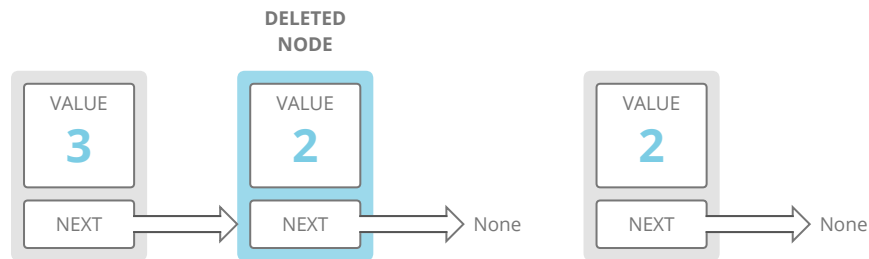 DELETED
NODE
VALUE
3
NEXT
VALUE
2
NEXT
None
VALUE
2
NEXT
None